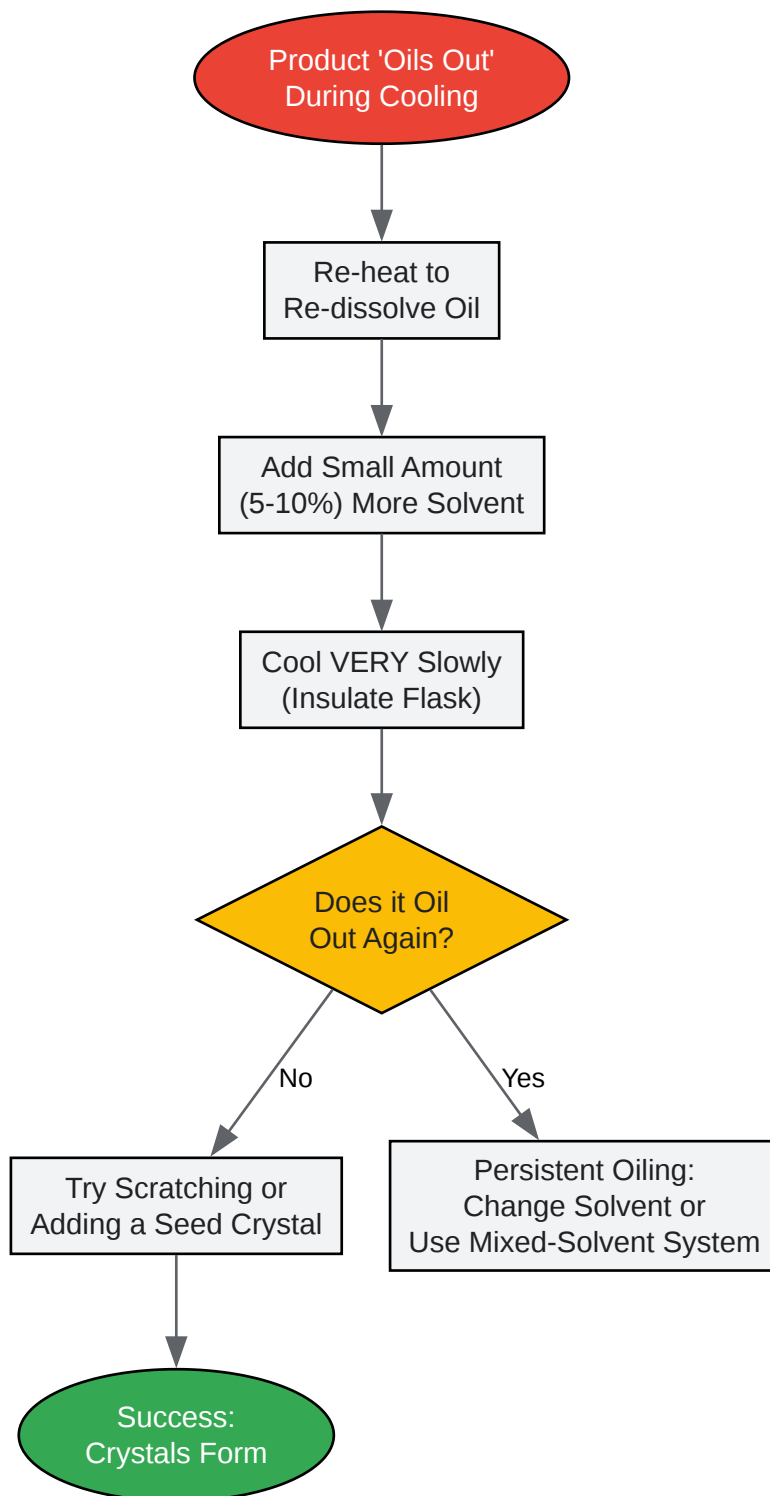 Product 'Oils Out'
During Cooling
Re-heat to
Re-dissolve Oil
Add Small Amount
(5-10%) More Solvent
Cool VERY Slowly
(Insulate Flask)
Does it Oil
Out Again?
No
Yes
Try Scratching or
Adding a Seed Crystal
Persistent Oiling:
Change Solvent or
Use Mixed-Solvent System
Success:
Crystals Form